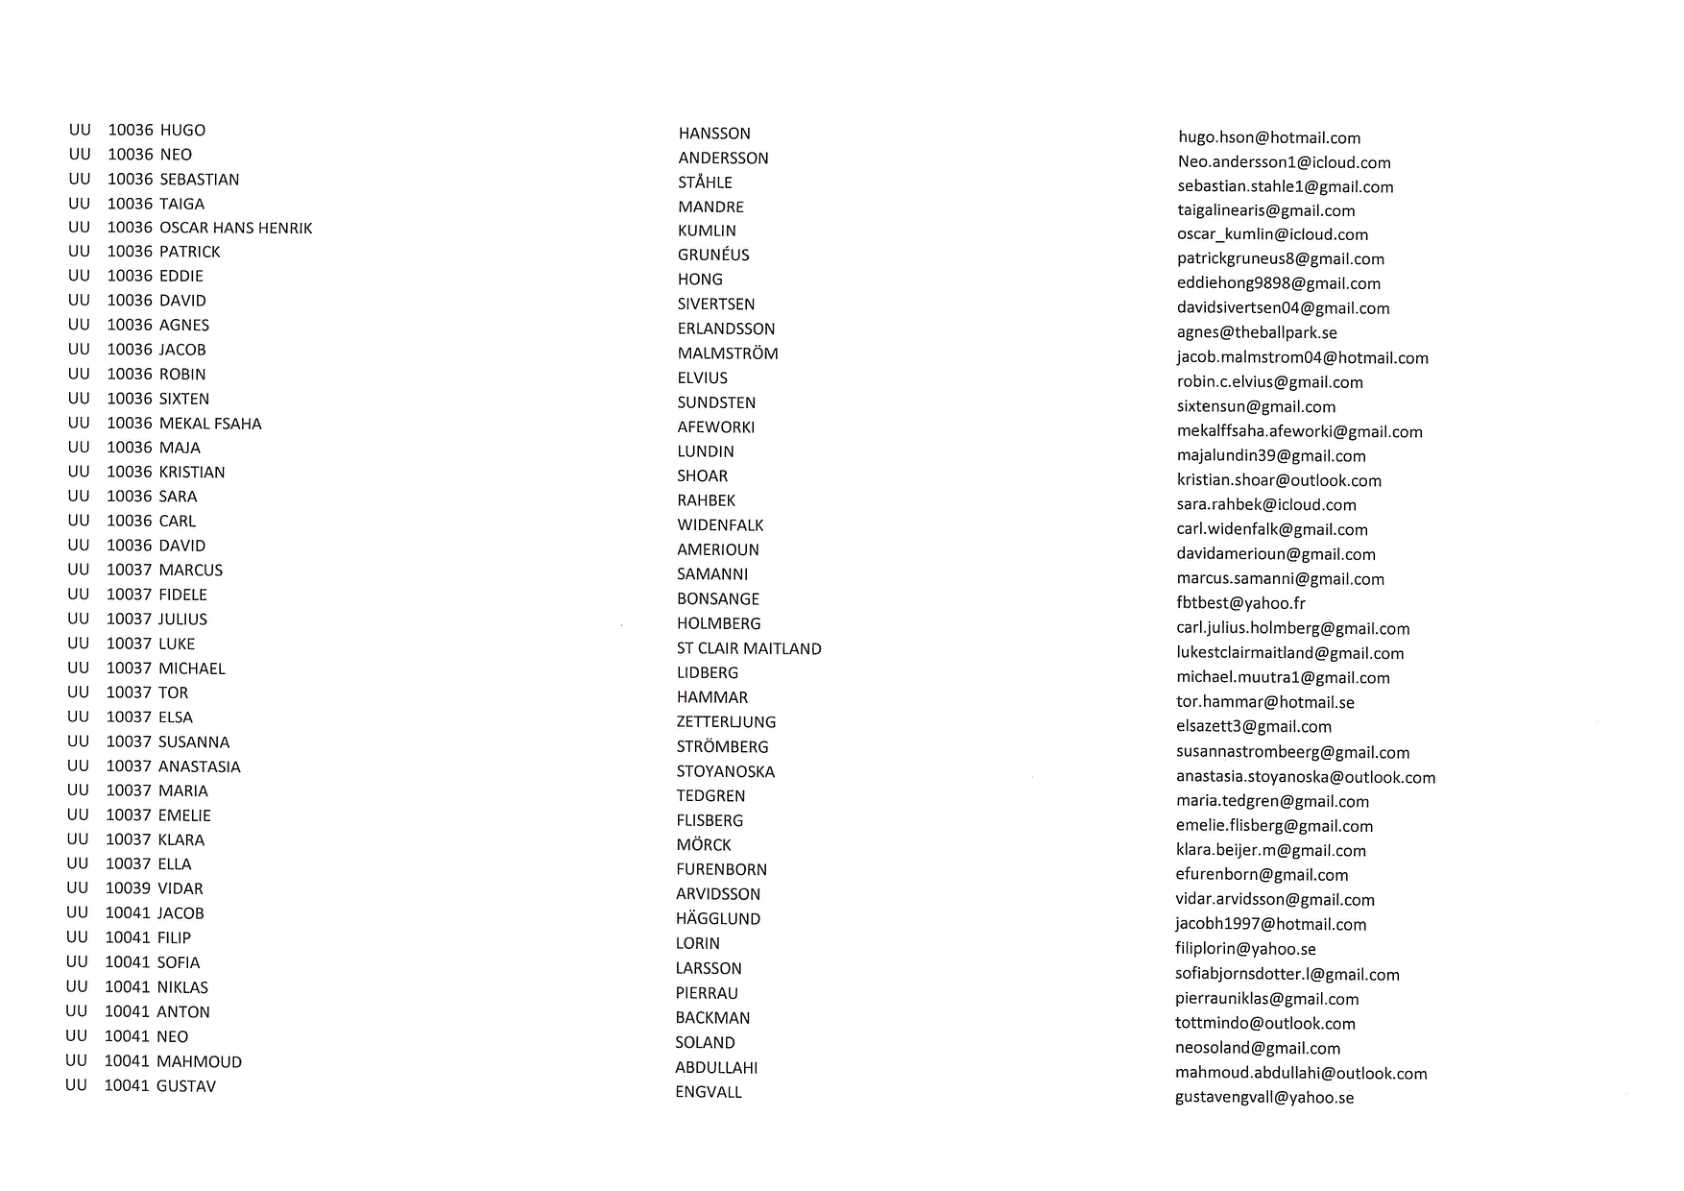 UU 10036 HUGO HANSSON hugo.hson@hotmail.com
UU 10036 NEO ANDERSSON Neo.andersson1@icloud.com
UU 10036 SEBASTIAN STÅHLE sebastian.stahle1@gmail.com
UU 10036 TAIGA MANDRE taigalinearis@gmail.com
UU 10036 OSCAR HANS HENRIK KUMLIN oscar_kumlin@icloud.com
UU 10036 PATRICK GRUNÉUS patrickgruneus8@gmail.com
UU 10036 EDDIE HONG eddiehong9898@gmail.com
UU 10036 DAVID SIVERTSEN davidsivertsen04@gmail.com
UU 10036 AGNES ERLANDSSON agnes@theballpark.se
UU 10036 JACOB MALMSTRÖM jacob.malmstrom04@hotmail.com
UU 10036 ROBIN ELVIUS robin.c.elvius@gmail.com
UU 10036 SIXTEN SUNDSTEN sixtensun@gmail.com
UU 10036 MEKAL FSAHA AFEWORKI mekalffsaha.afeworki@gmail.com
UU 10036 MAJA LUNDIN majalundin39@gmail.com
UU 10036 KRISTIAN SHOAR kristian.shoar@outlook.com
UU 10036 SARA RAHBEK sara.rahbek@icloud.com
UU 10036 CARL WIDENFALK carl.widenfalk@gmail.com
UU 10036 DAVID AMERIOUN davidamerioun@gmail.com
UU 10037 MARCUS SAMANNI marcus.samanni@gmail.com
UU 10037 FIDELE BONSANGE fbtbest@yahoo.fr
UU 10037 JULIUS HOLMBERG carl.julius.holmberg@gmail.com
UU 10037 LUKE ST CLAIR MAITLAND lukestclairmaitland@gmail.com
UU 10037 MICHAEL LIDBERG michael.muutra1@gmail.com
UU 10037 TOR HAMMAR tor.hammar@hotmail.se
UU 10037 ELSA ZETTERLJUNG elsazett3@gmail.com
UU 10037 SUSANNA STRÖMBERG susannastrombeerg@gmail.com
UU 10037 ANASTASIA STOYANOSKA anastasia.stoyanoska@outlook.com
UU 10037 MARIA TEDGREN maria.tedgren@gmail.com
UU 10037 EMELIE FLISBERG emelie.flisberg@gmail.com
UU 10037 KLARA MÖRCK klara.beijer.m@gmail.com
UU 10037 ELLA FURENBORN efurenborn@gmail.com
UU 10039 VIDAR ARVIDSSON vidar.arvidsson@gmail.com
UU 10041 JACOB HÄGGLUND jacobh1997@hotmail.com
UU 10041 FILIP LORIN filiplorin@yahoo.se
UU 10041 SOFIA LARSSON sofiabjornsdotter.l@gmail.com
UU 10041 NIKLAS PIERRAU pierrauniklas@gmail.com
UU 10041 ANTON BACKMAN tottmindo@outlook.com
UU 10041 NEO SOLAND neosoland@gmail.com
UU 10041 MAHMOUD ABDULLAHI mahmoud.abdullahi@outlook.com
UU 10041 GUSTAV ENGVALL gustavengvall@yahoo.se